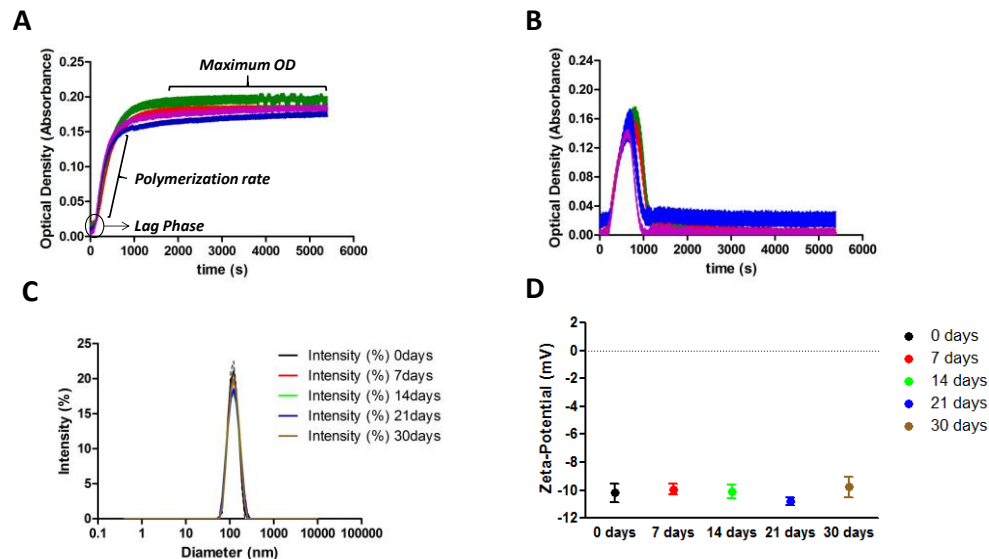 A
Optical Density (Absorbance)
0.25
0.20
0.15
0.10
0.05
0.00
Maximum OD
Polymerization rate
Lag Phase
0 1000 2000 3000 4000 5000 6000
time (s)
B
Optical Density (Absorbance)
0.24
0.20
0.16
0.12
0.08
0.04
0.00
0 1000 2000 3000 4000 5000 6000
time (s)
C
Intensity (%)
25
20
15
10
5
0
Intensity (%) 0days
Intensity (%) 7days
Intensity (%) 14days
Intensity (%) 21days
Intensity (%) 30days
0.1 1 10 100 1000 10000 100000
Diameter (nm)
D
Zeta-Potential (mV)
2
0
-2
-4
-6
-8
-10
-12
0 days 7 days 14 days 21 days 30 days
0 days
7 days
14 days
21 days
30 days